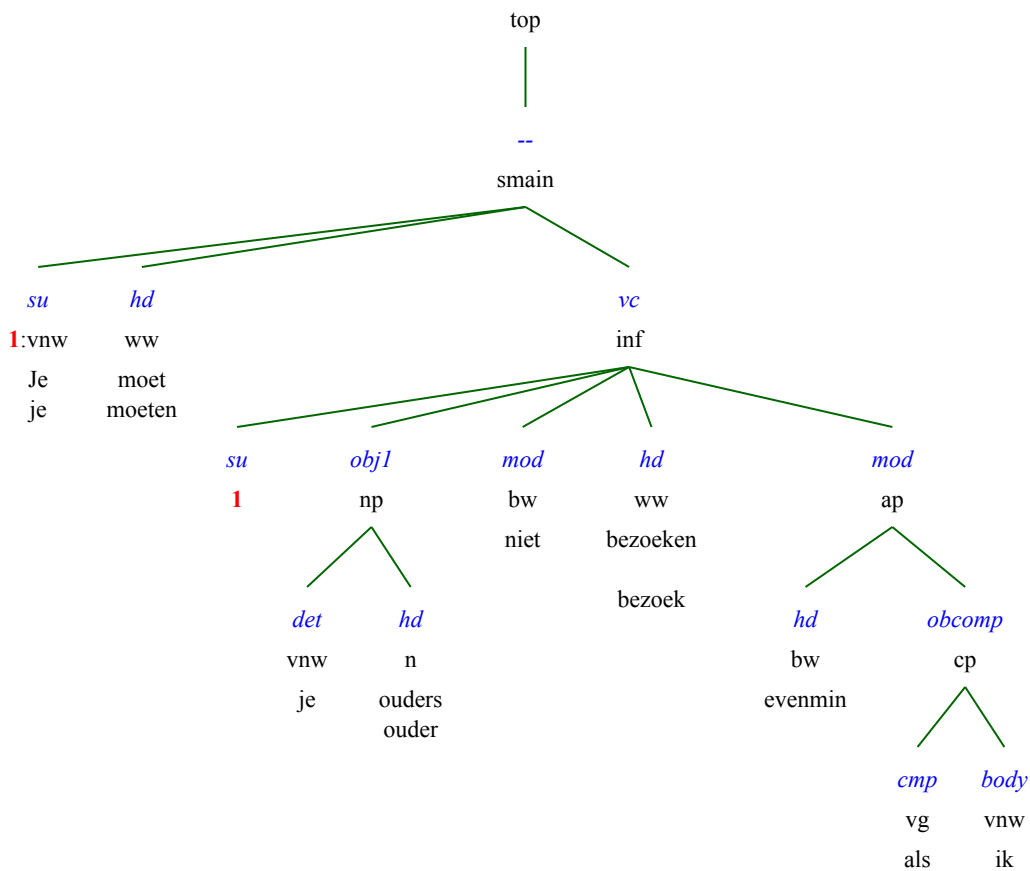 top
--
smain
su hd vc
1:vnw ww inf
Je moet
je moeten
su obj1 mod hd mod
1 np bw ww ap
niet bezoeken
bezoek
det hd hd obcomp
vnw n bw cp
je ouders evenmin
ouder
cmp body
vg vnw
als ik